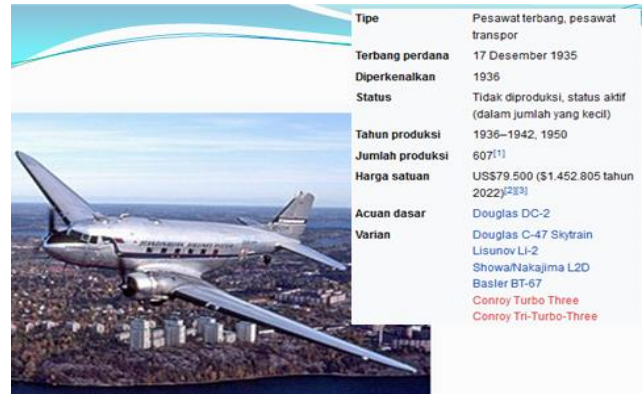 Tipe Pesawat terbang, pesawat
transpor
Terbang perdana 17 Desember 1935
Diperkenalkan 1936
Status Tidak diproduksi, status aktif
(dalam jumlah yang kecil)
Tahun produksi 1936–1942, 1950
Jumlah produksi 607[1]
Harga satuan US$79.500 ($1.452.805 tahun
2022)[2][3]
Acuan dasar Douglas DC-2
Varian Douglas C-47 Skytrain
Lisunov Li-2
Showa/Nakajima L2D
Basler BT-67
Conroy Turbo Three
Conroy Tri-Turbo-Three
SCANDINAVIAN AIRLINES SYSTEM